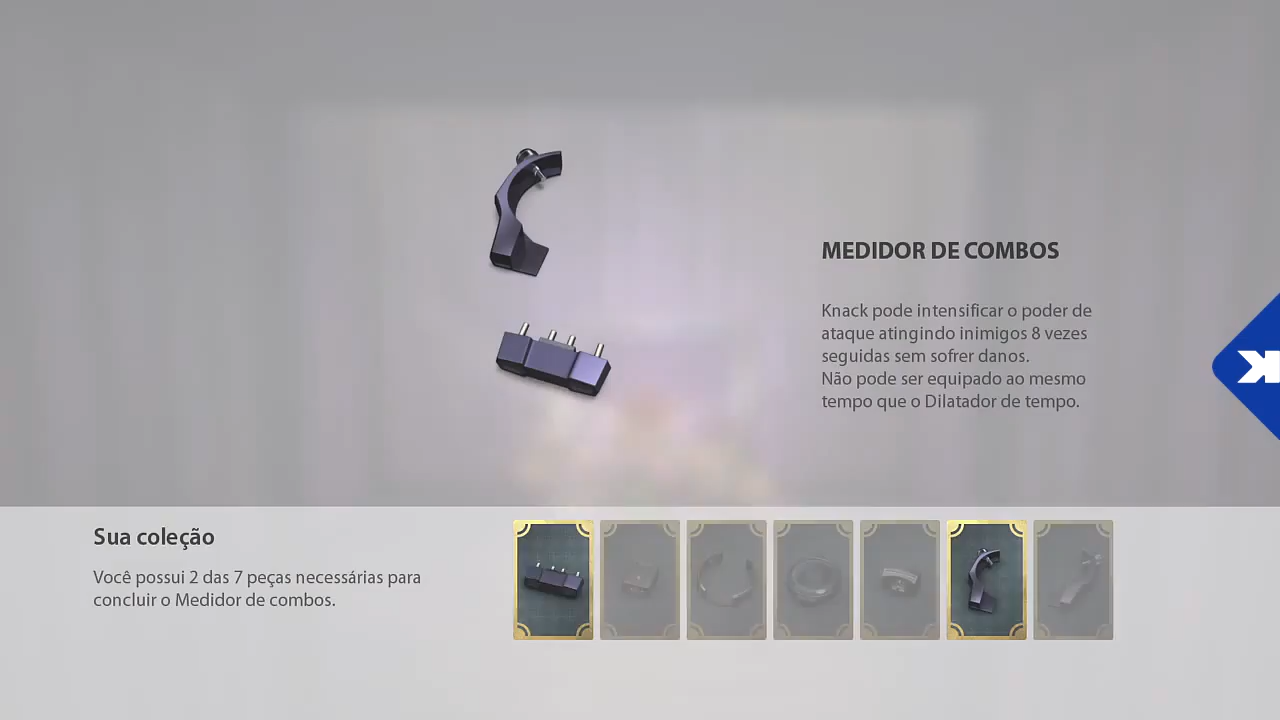 MEDIDOR DE COMBOS
Knack pode intensificar o poder de
ataque atingindo inimigos 8 vezes
seguidas sem sofrer danos.
Não pode ser equipado ao mesmo
tempo que o Dilatador de tempo.
Sua coleção
Você possui 2 das 7 peças necessárias para
concluir o Medidor de combos.